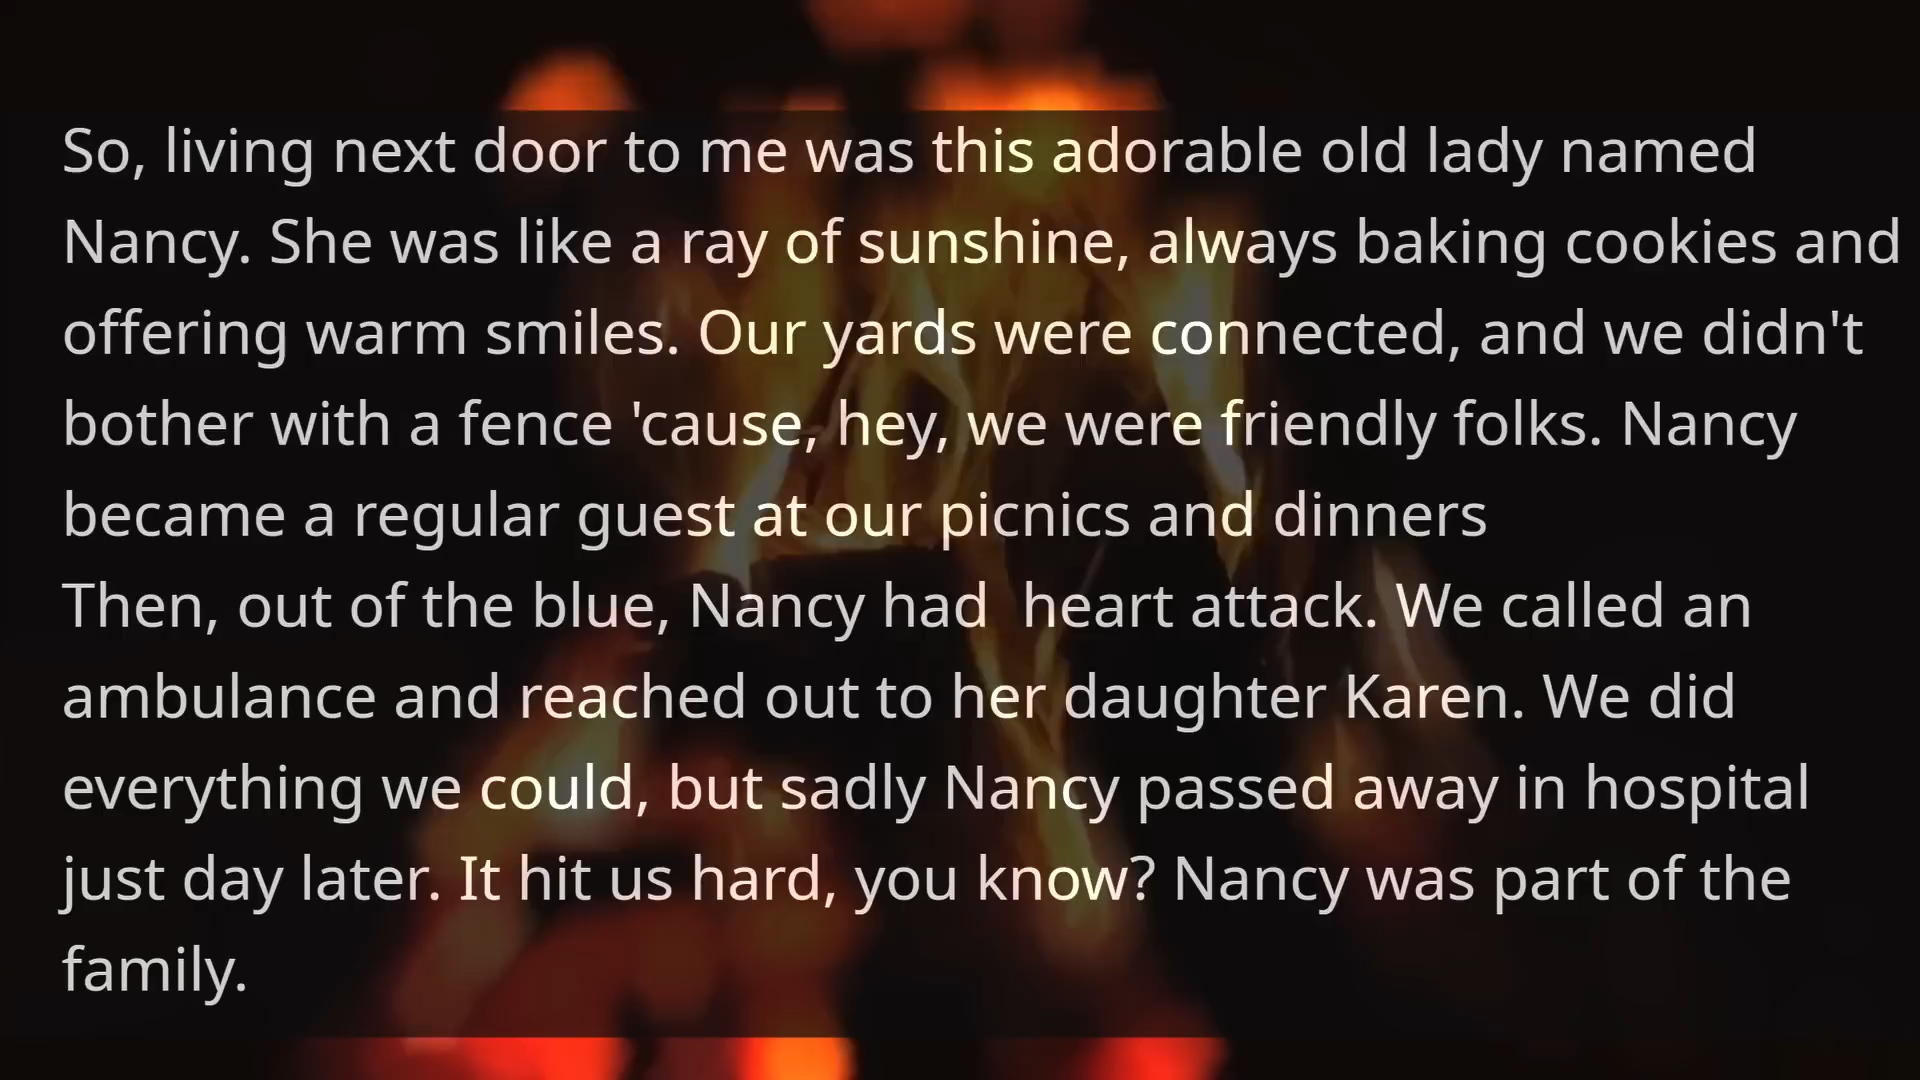 So, living next door to me was this adorable old lady named
Nancy. She was like a ray of sunshine, always baking cookies and
offering warm smiles. Our yards were connected, and we didn't
bother with a fence 'cause, hey, we were friendly folks. Nancy
became a regular guest at our picnics and dinners
Then, out of the blue, Nancy had  heart attack. We called an
ambulance and reached out to her daughter Karen. We did
everything we could, but sadly Nancy passed away in hospital
just day later. It hit us hard, you know? Nancy was part of the
family.